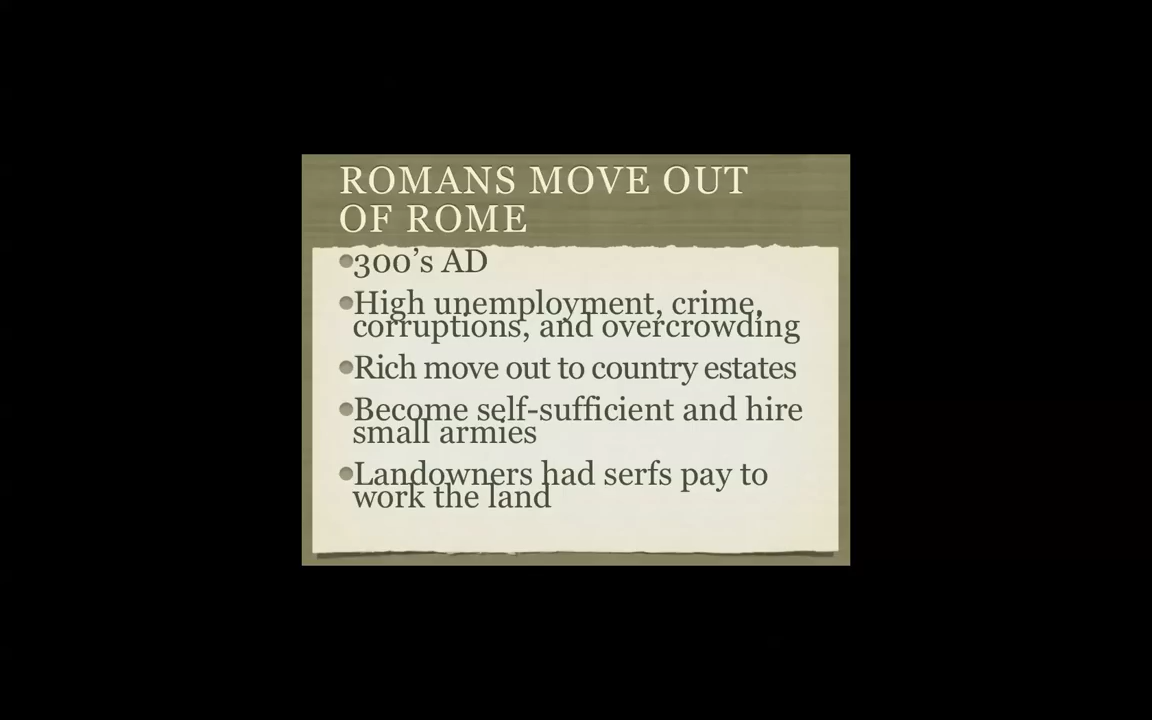 ROMANS MOVE OUT
OF ROME
•300’s AD
•High unemployment, crime,
corruptions, and overcrowding
•Rich move out to country estates
•Become self-sufficient and hire
small armies
•Landowners had serfs pay to
work the land